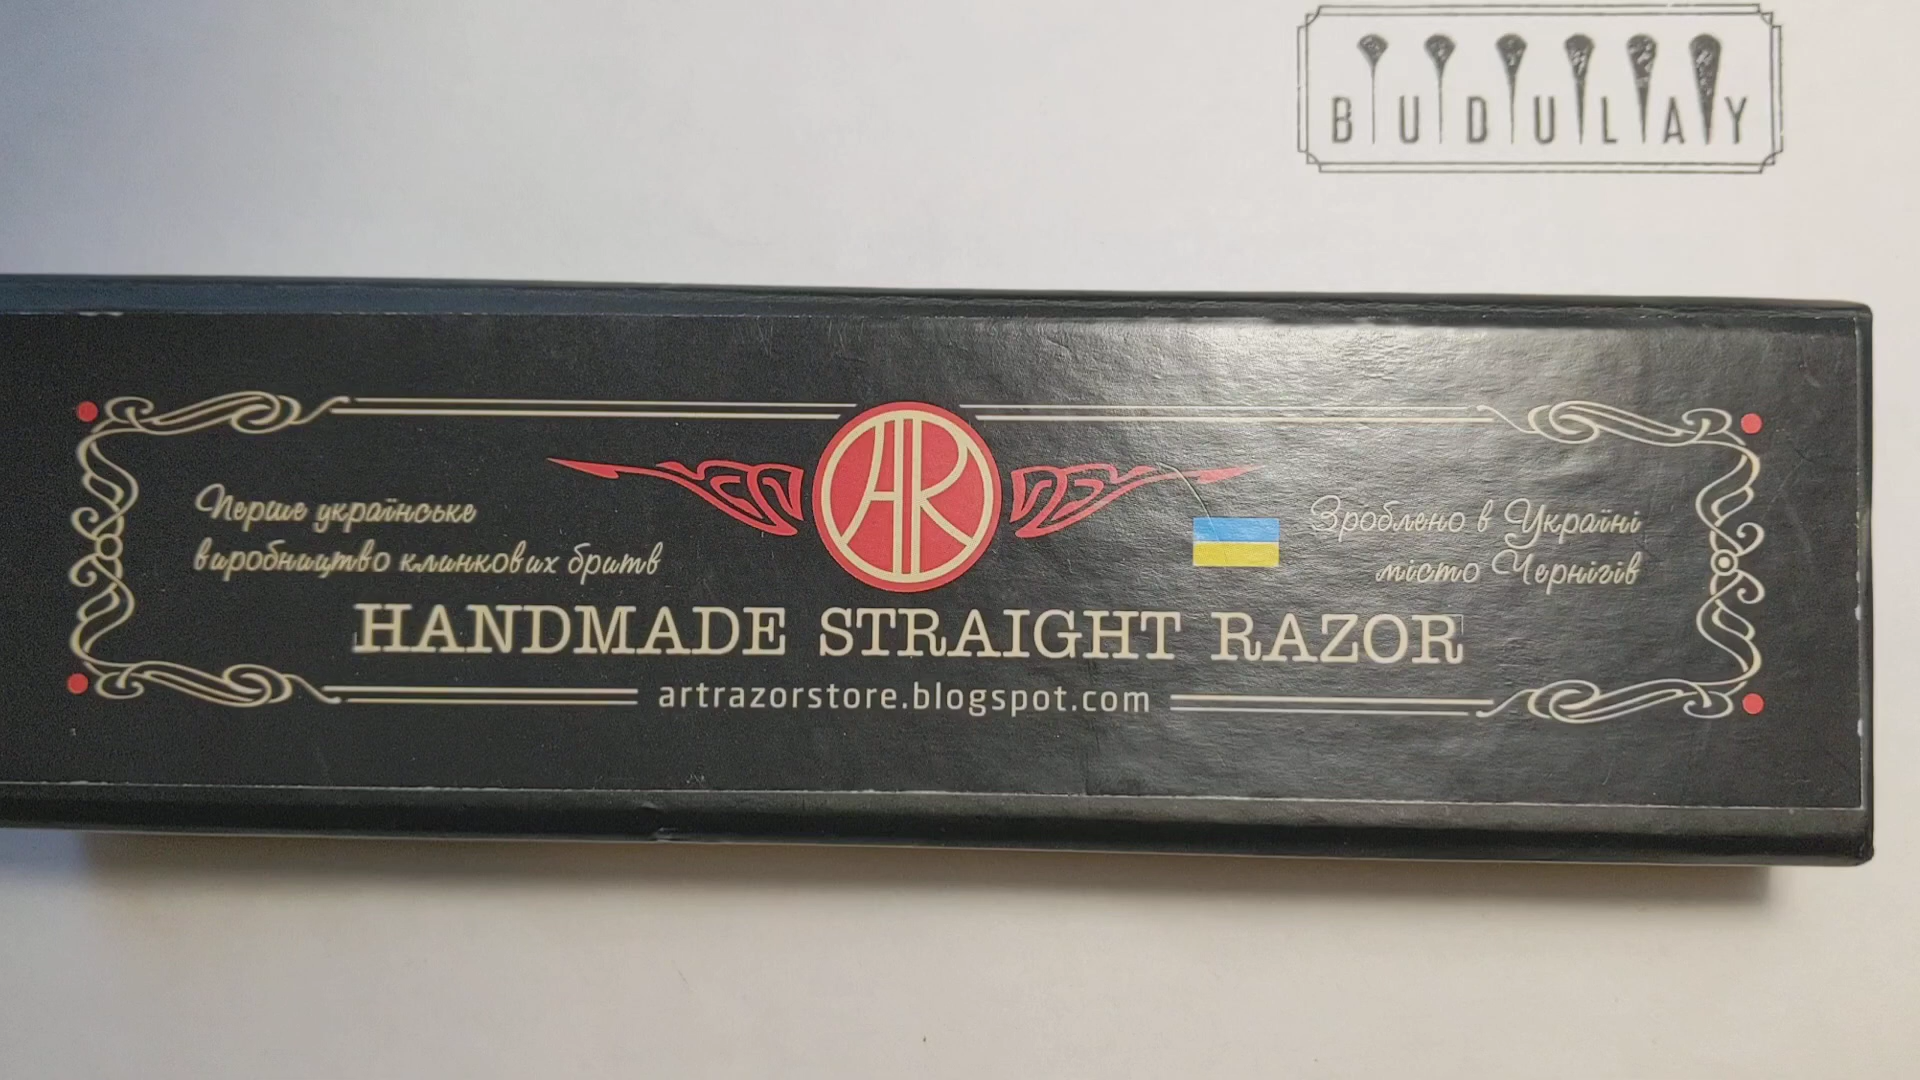 BUDULAY
AR
Перше українське
виробництво клинкових бритв
Зроблено в Україні
місто Чернігів
HANDMADE STRAIGHT RAZOR
artrazorstore.blogspot.com